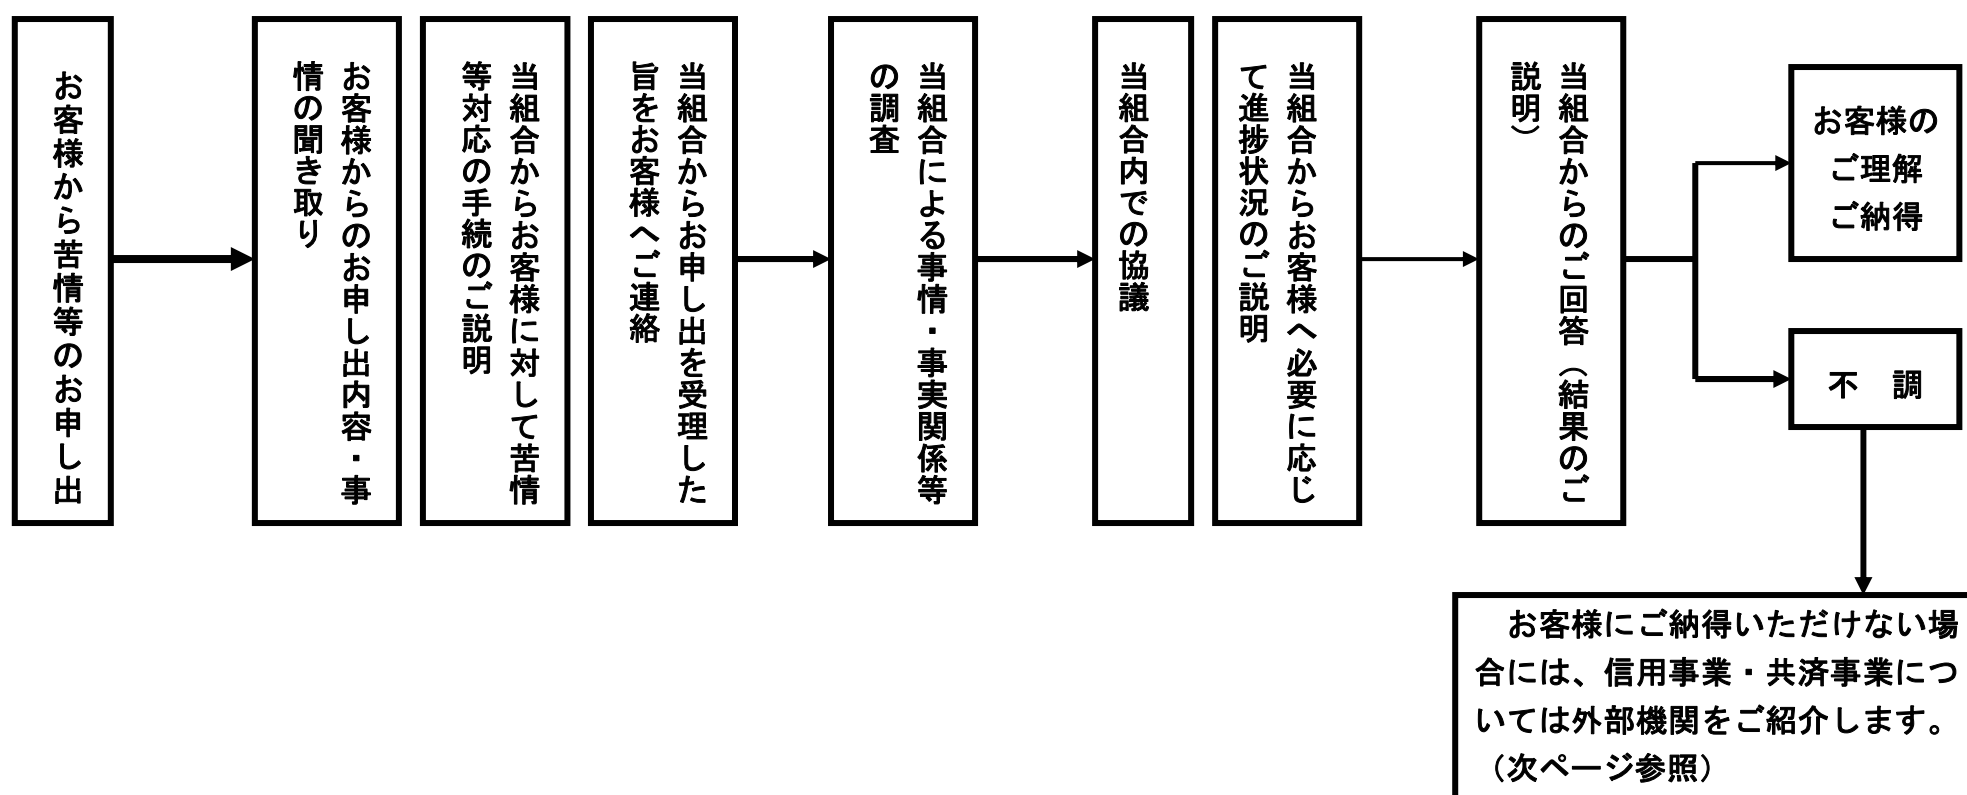 お客様から苦情等のお申し出
お客様からのお申し出内容・事
情の聞き取り
当組合からお客様に対して苦情
等対応の手続のご説明
当組合からお申し出を受理した
旨をお客様へご連絡
当組合による事情・事実関係等
の調査
当組合内での協議
当組合からお客様へ必要に応じ
て進捗状況のご説明
当組合からのご回答（結果のご
説明）
お客様の
ご理解
ご納得
不　調
お客様にご納得いただけない場
合には、信用事業・共済事業につ
いては外部機関をご紹介します。
（次ページ参照）